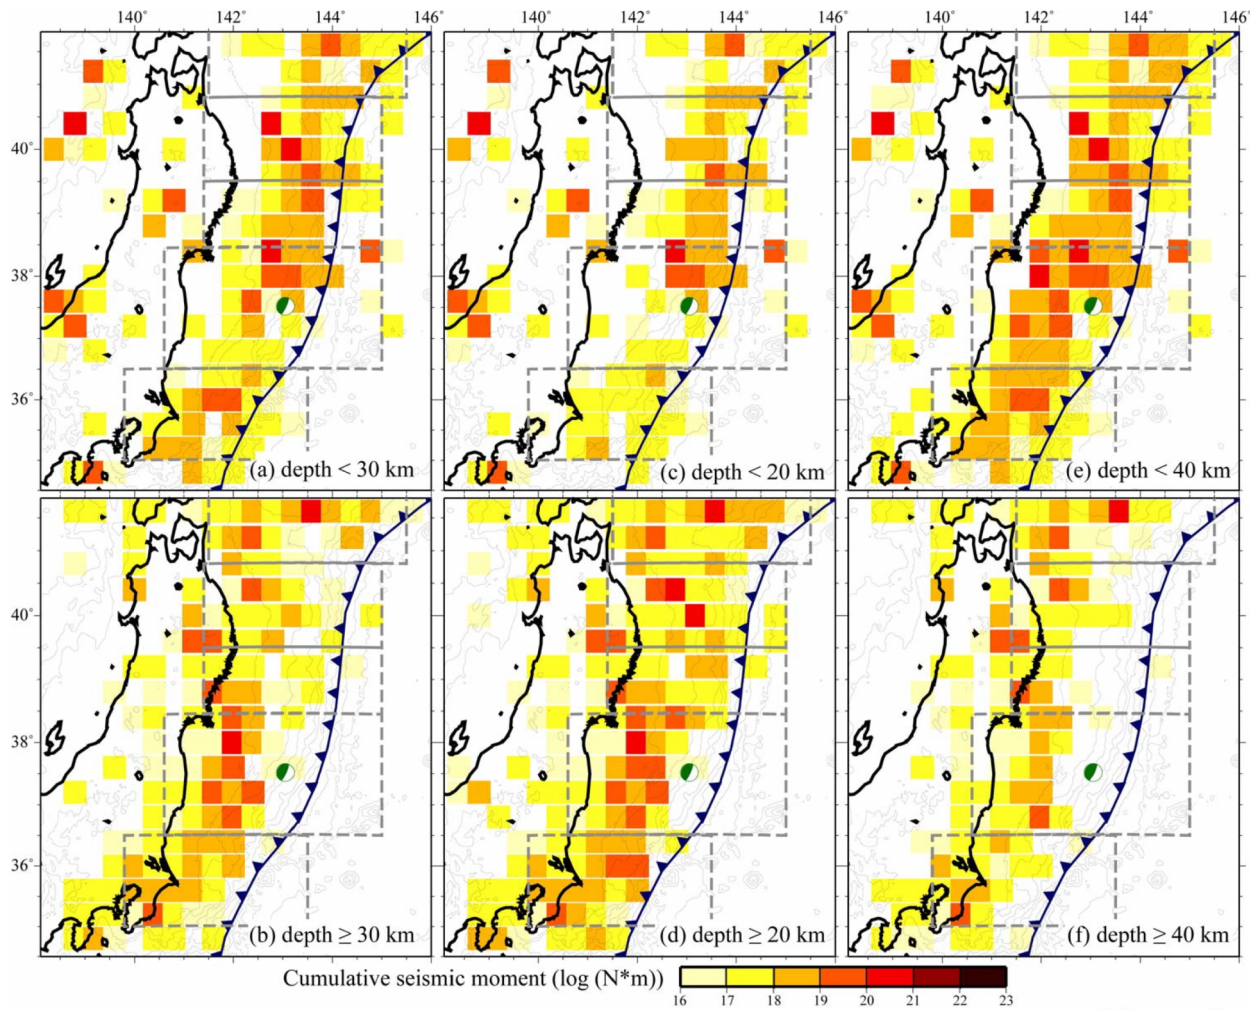 140° 142° 144° 146° 140° 142° 144° 146° 140° 142° 144° 146°
40°
38°
36°
(a) depth < 30 km (c) depth < 20 km (e) depth < 40 km
40°
38°
36°
(b) depth ≥ 30 km (d) depth ≥ 20 km (f) depth ≥ 40 km
Cumulative seismic moment (log (N*m))
16 17 18 19 20 21 22 23